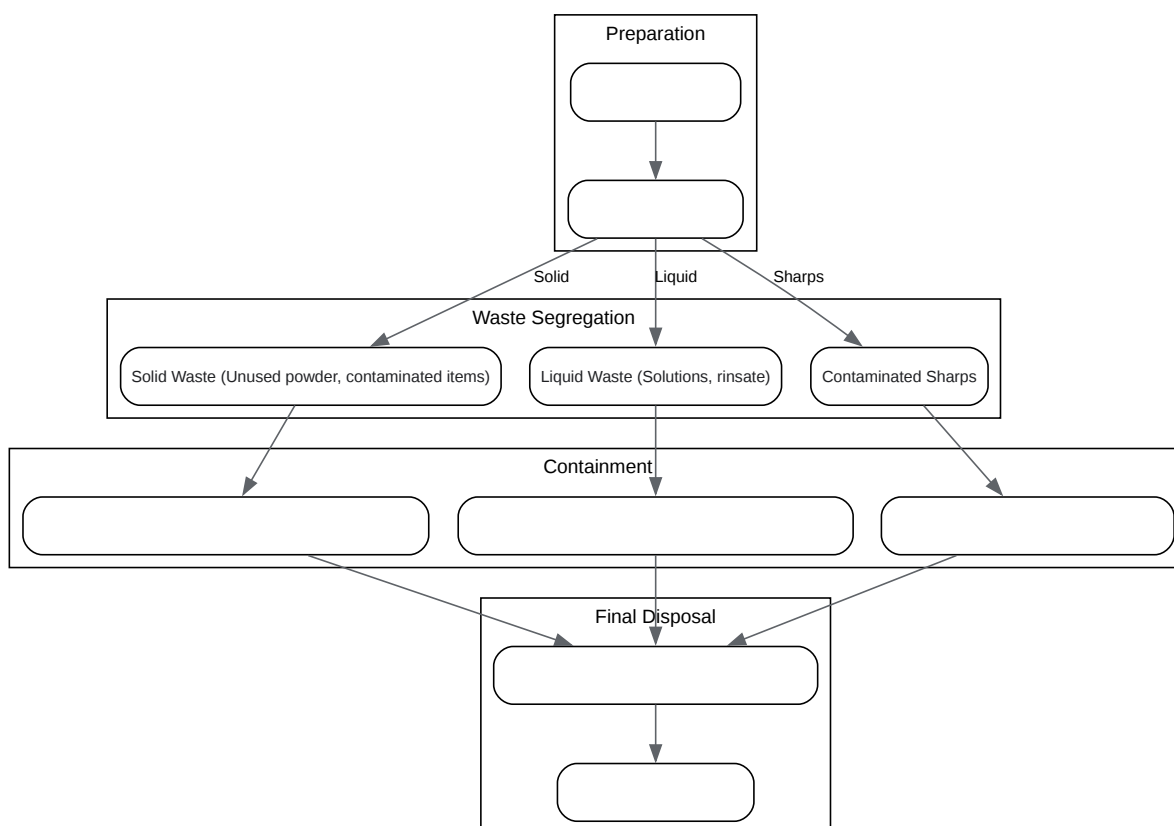 Preparation
Solid
Liquid
Sharps
Waste Segregation
Solid Waste (Unused powder, contaminated items)
Liquid Waste (Solutions, rinsate)
Contaminated Sharps
Containment
Final Disposal